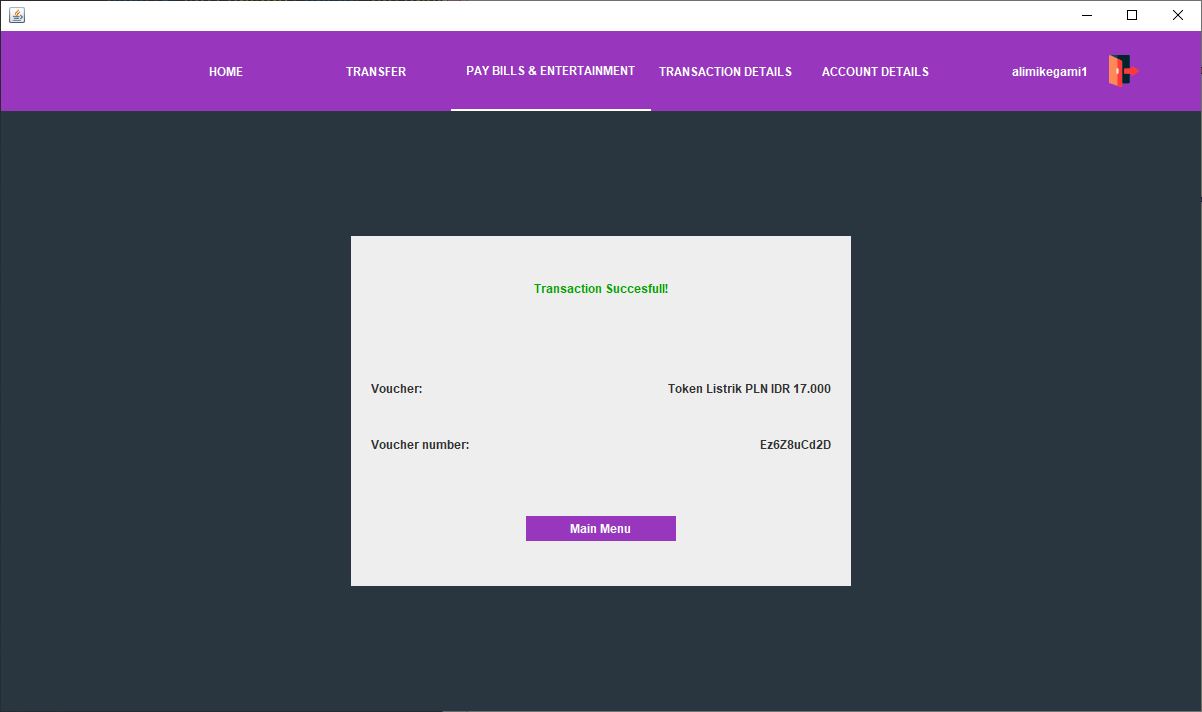 HOME
TRANSFER
PAY BILLS & ENTERTAINMENT
TRANSACTION DETAILS
ACCOUNT DETAILS
alimikegami1
Transaction Succesfull!
Voucher: Token Listrik PLN IDR 17.000
Voucher number: Ez6Z8uCd2D
Main Menu